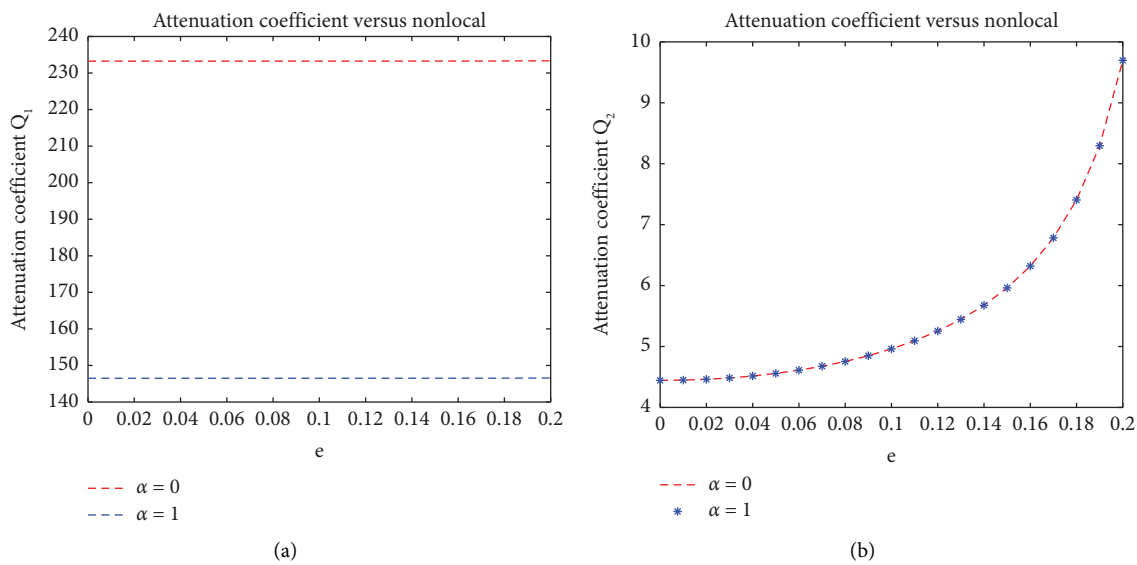 Attenuation coefficient versus nonlocal
240
230
220
210
200
190
180
170
160
150
140
Attenuation coefficient Q1
0 0.02 0.04 0.06 0.08 0.1 0.12 0.14 0.16 0.18 0.2
e
α = 0
α = 1
(a)
Attenuation coefficient versus nonlocal
10
9
8
7
6
5
4
Attenuation coefficient Q2
0 0.02 0.04 0.06 0.08 0.1 0.12 0.14 0.16 0.18 0.2
e
α = 0
α = 1
(b)